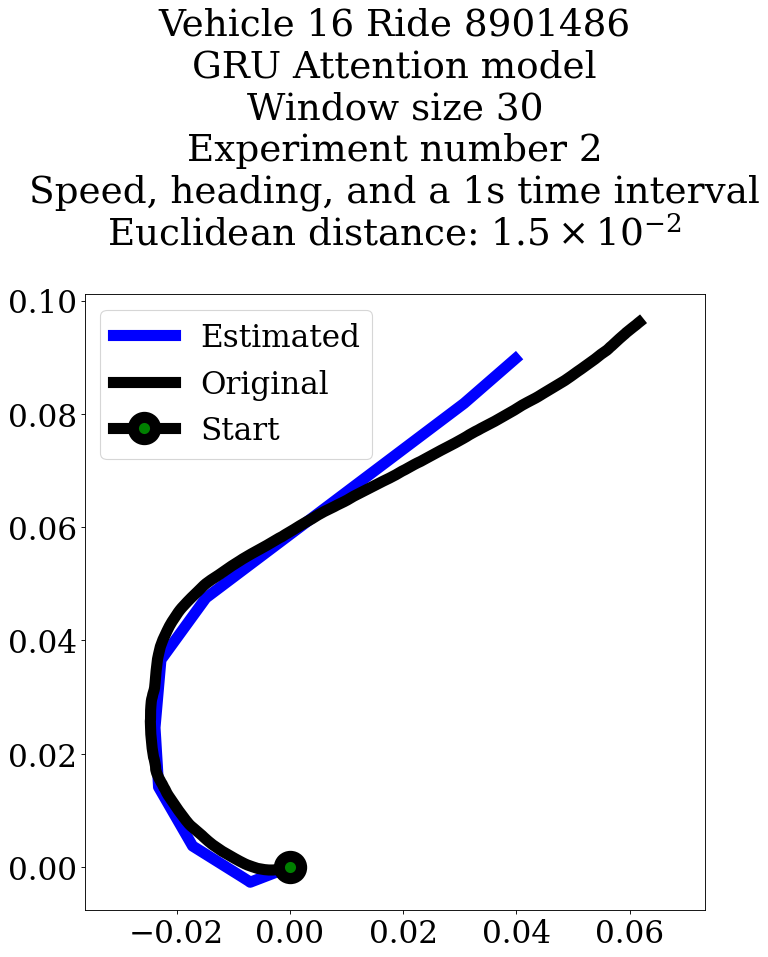 Vehicle 16 Ride 8901486
GRU Attention model
Window size 30
Experiment number 2
Speed, heading, and a 1s time interval
Euclidean distance: 1.5 × 10⁻²
0.10
Estimated
Original
0.08
Start
0.06
0.04
0.02
0.00
−0.02 0.00 0.02 0.04 0.06